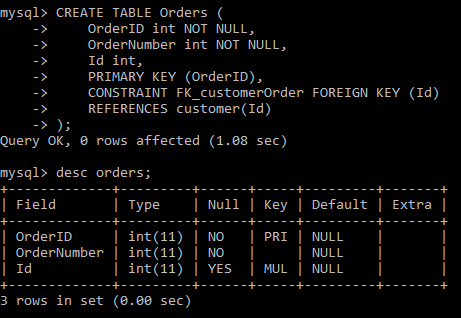 mysql> CREATE TABLE Orders (
    ->     OrderID int NOT NULL,
    ->     OrderNumber int NOT NULL,
    ->     Id int,
    ->     PRIMARY KEY (OrderID),
    ->     CONSTRAINT FK_customerOrder FOREIGN KEY (Id)
    ->     REFERENCES customer(Id)
    -> );
Query OK, 0 rows affected (1.08 sec)

mysql> desc orders;
+-------------+---------+------+-----+---------+-------+
| Field       | Type    | Null | Key | Default | Extra |
+-------------+---------+------+-----+---------+-------+
| OrderID     | int(11) | NO   | PRI | NULL    |       |
| OrderNumber | int(11) | NO   |     | NULL    |       |
| Id          | int(11) | YES  | MUL | NULL    |       |
+-------------+---------+------+-----+---------+-------+
3 rows in set (0.00 sec)